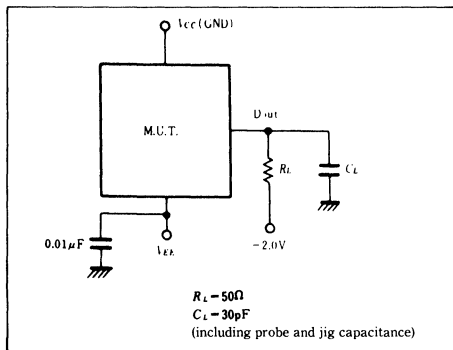 VCC(GND)
M.U.T.
Dout
RL
CL
0.01μF
VEE
−2.0V
RL=50Ω
CL=30pF
(including probe and jig capacitance)